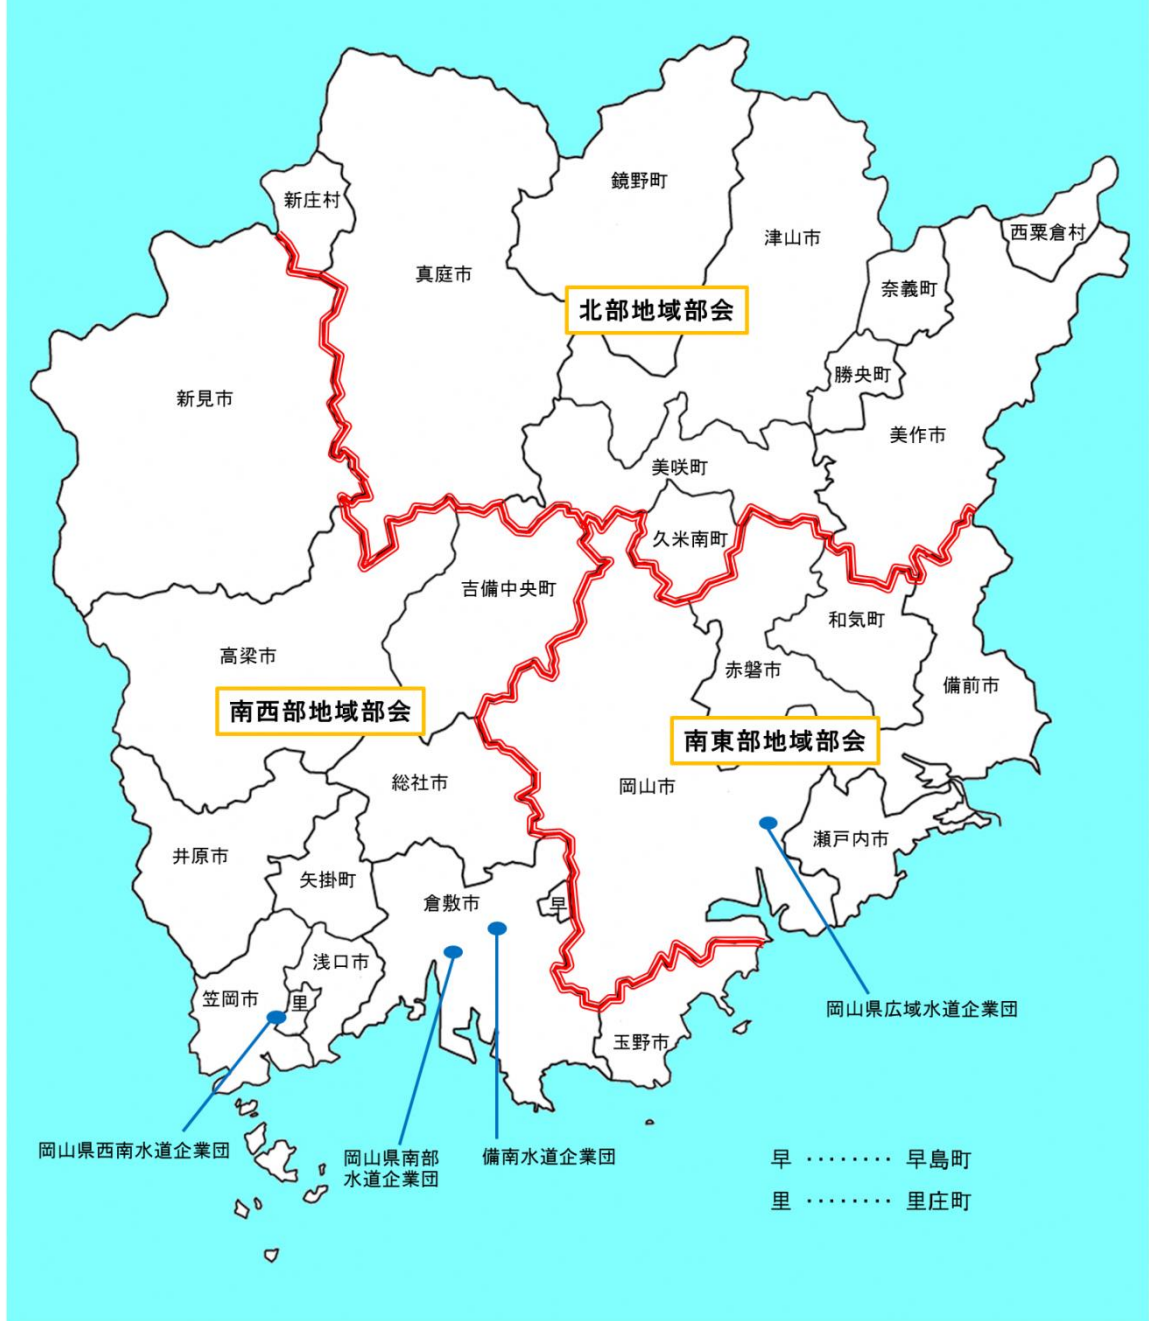 鏡野町
新庄村
津山市
西粟倉村
真庭市
奈義町
北部地域部会
勝央町
新見市
美作市
美咲町
久米南町
吉備中央町
和気町
高梁市
赤磐市
備前市
南西部地域部会
南東部地域部会
総社市
岡山市
瀬戸内市
井原市
矢掛町
倉敷市
早
浅口市
笠岡市
里
岡山県広域水道企業団
玉野市
岡山県西南水道企業団
岡山県南部
水道企業団
備南水道企業団
早 ‥‥‥‥ 早島町
里 ‥‥‥‥ 里庄町